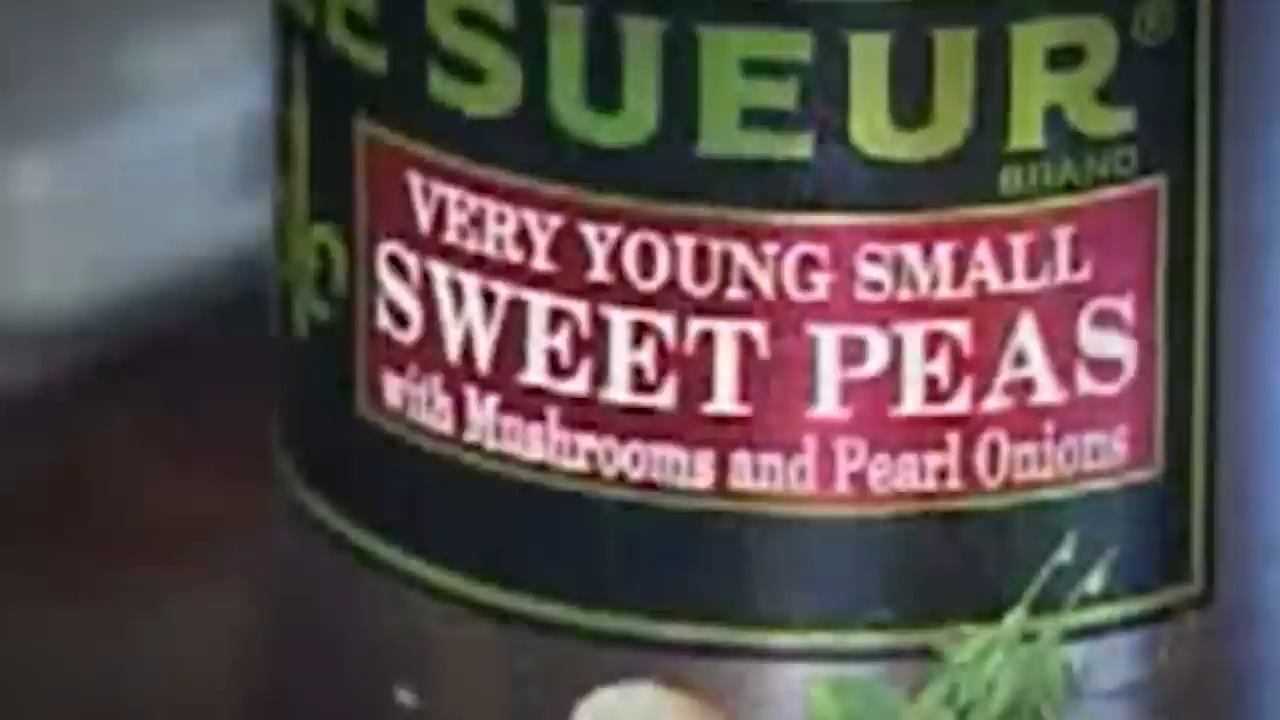 SUEUR®
BRAND
VERY YOUNG SMALL
SWEET PEAS
with Mushrooms and Pearl Onions